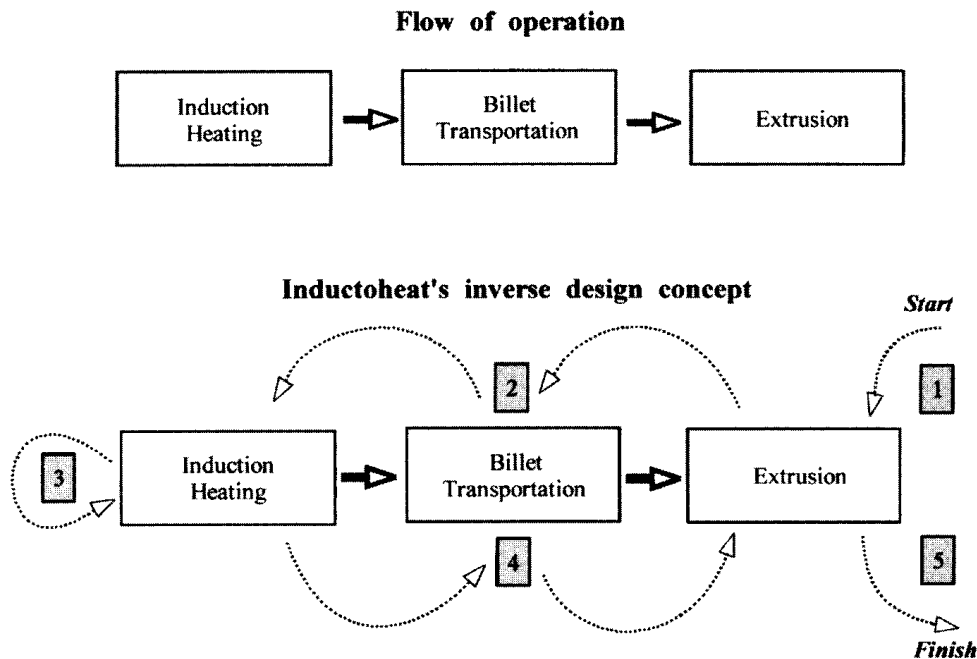 Flow of operation
Induction
Heating
Billet
Transportation
Extrusion
Inductoheat's inverse design concept
Start
1
2
3
Induction
Heating
Billet
Transportation
Extrusion
4
5
Finish